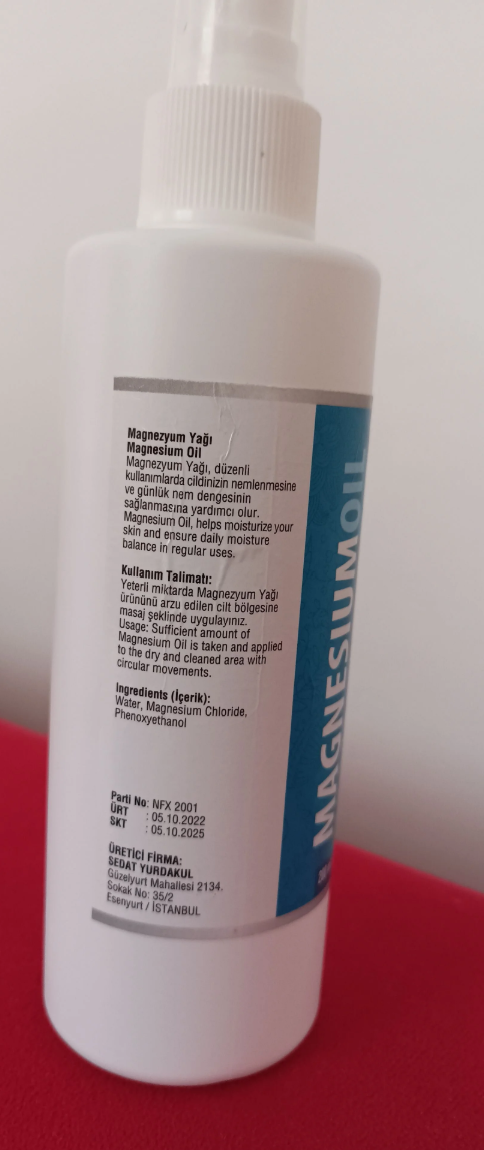 Magnezyum Yağı
Magnesium Oil
Magnezyum Yağı, düzenli
kullanımlarda cildinizin nemlenmesine
ve günlük nem dengesinin
sağlanmasına yardımcı olur.
Magnesium Oil, helps moisturize your
skin and ensure daily moisture
balance in regular uses.
Kullanım Talimatı:
Yeterli miktarda Magnezyum Yağı
ürününü arzu edilen cilt bölgesine
masaj şeklinde uygulayınız.
Usage: Sufficient amount of
Magnesium Oil is taken and applied
to the dry and cleaned area with
circular movements.
Ingredients (İçerik):
Water, Magnesium Chloride,
Phenoxyethanol
Parti No: NFX 2001
ÜRT : 05.10.2022
SKT : 05.10.2025
ÜRETİCİ FİRMA:
SEDAT YURDAKUL
Güzelyurt Mahallesi 2134.
Sokak No: 35/2
Esenyurt / İSTANBUL
MAGNESIUMOIL